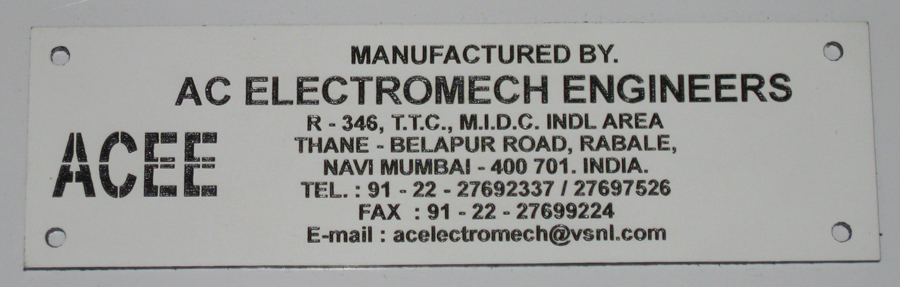 MANUFACTURED BY.
AC ELECTROMECH ENGINEERS
ACEE
R - 346, T.T.C., M.I.D.C. INDL AREA
THANE - BELAPUR ROAD, RABALE,
NAVI MUMBAI - 400 701. INDIA.
TEL. : 91 - 22 - 27692337 / 27697526
FAX : 91 - 22 - 27699224
E-mail : acelectromech@vsnl.com